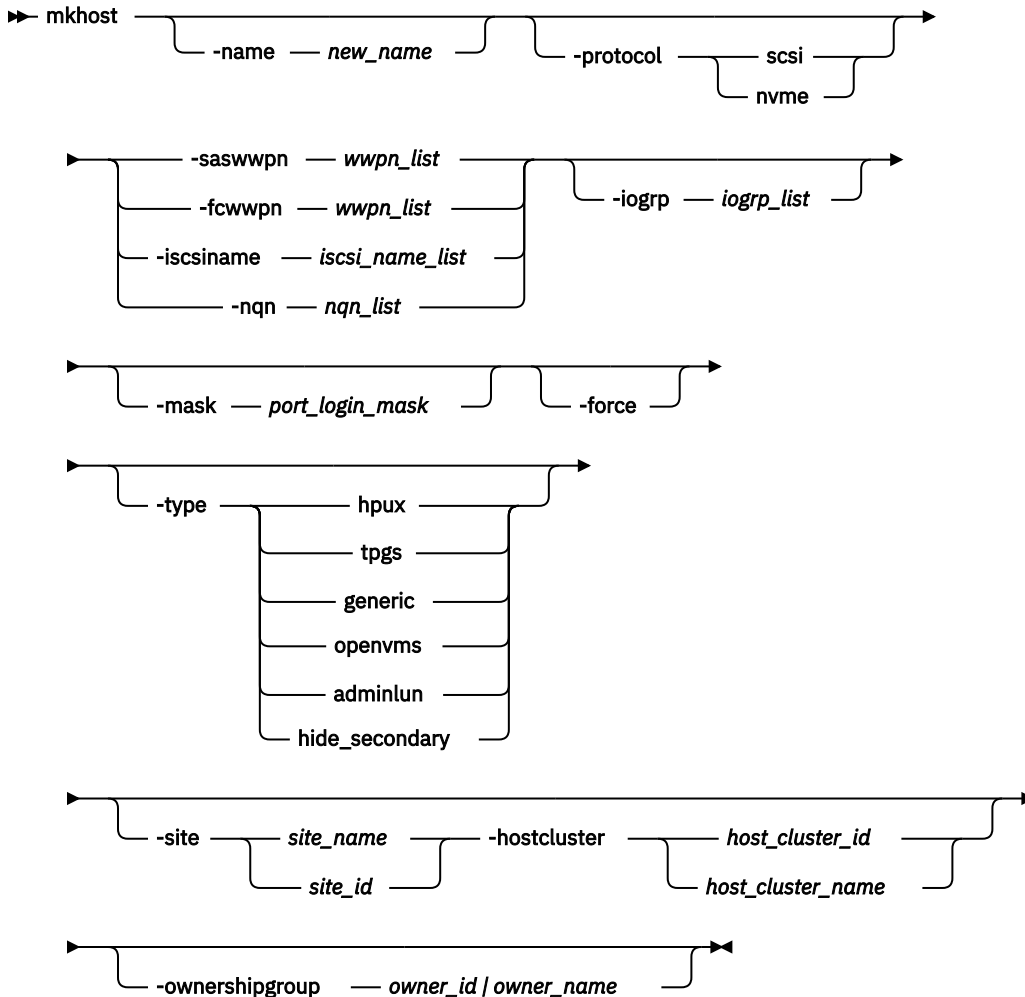 mkhost
-name new_name
-protocol scsi
nvme
-saswwpn wwpn_list
-fcwwpn wwpn_list
-iscsiname iscsi_name_list
-nqn nqn_list
-iogrp iogrp_list
-mask port_login_mask
-force
-type hpux
tpgs
generic
openvms
adminlun
hide_secondary
-site site_name -hostcluster host_cluster_id
site_id host_cluster_name
-ownershipgroup owner_id / owner_name